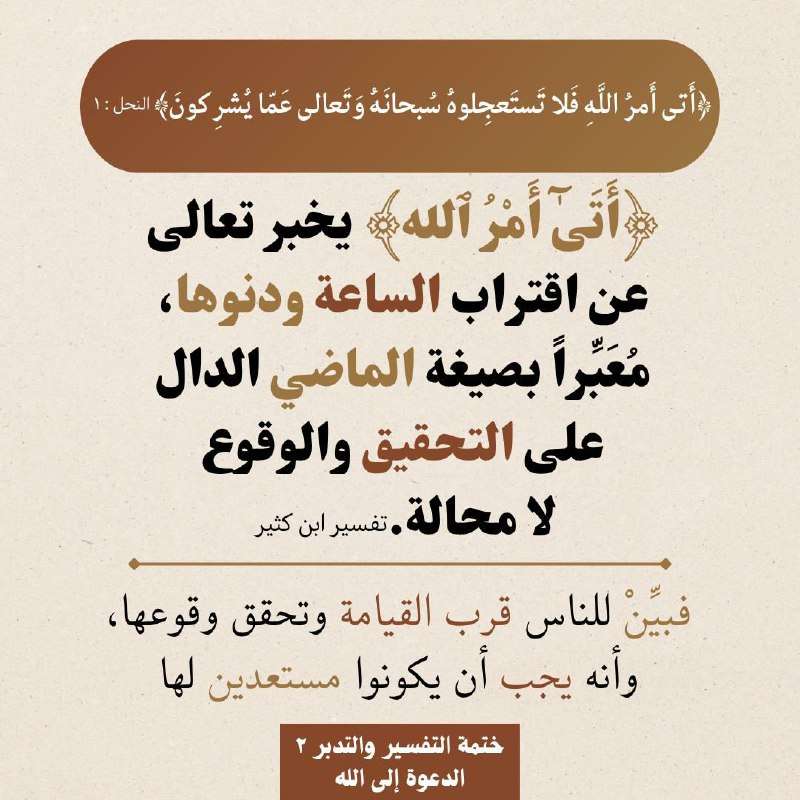 ﴿أَتى أَمرُ اللَّهِ فَلا تَستَعجِلوهُ سُبحانَهُ وَتَعالى عَمّا يُشرِكونَ﴾ النحل: ١
﴿أَتَىٰٓ أَمْرُ ٱلله﴾ يخبر تعالى
عن اقتراب الساعة ودنوها،
مُعَبِّراً بصيغة الماضي الدال
على التحقيق والوقوع
لا محالة. تفسير ابن كثير
فبيِّنْ للناس قرب القيامة وتحقق وقوعها،
وأنه يجب أن يكونوا مستعدين لها
ختمة التفسير والتدبر ٢
الدعوة إلى الله